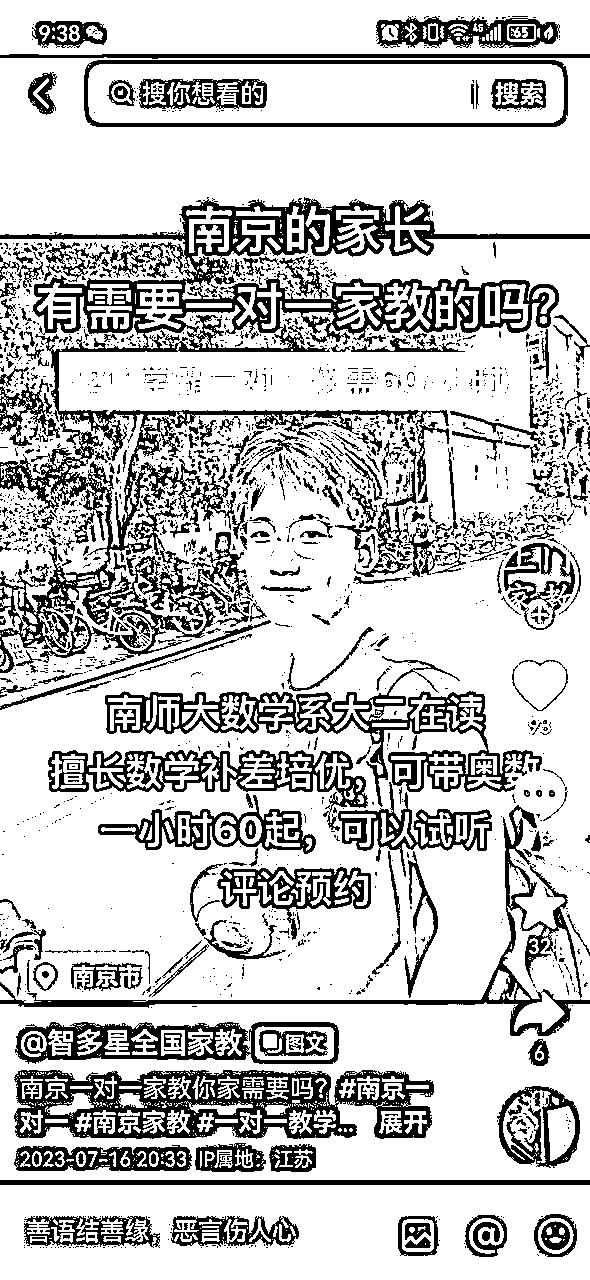 9:38
65
搜你想看的
搜索
南京的家长
有需要一对一家教的吗?
南师大数学系大二在读
擅长数学补差培优,可带奥数
一小时60起,可以试听
评论预约
98
32
南京市
6
@智多星全国家教 图文
南京一对一家教你家需要吗? #南京一
对一 #南京家教 #一对一教学... 展开
2023-07-16 20:33 IP属地:江苏
善语结善缘,恶言伤人心